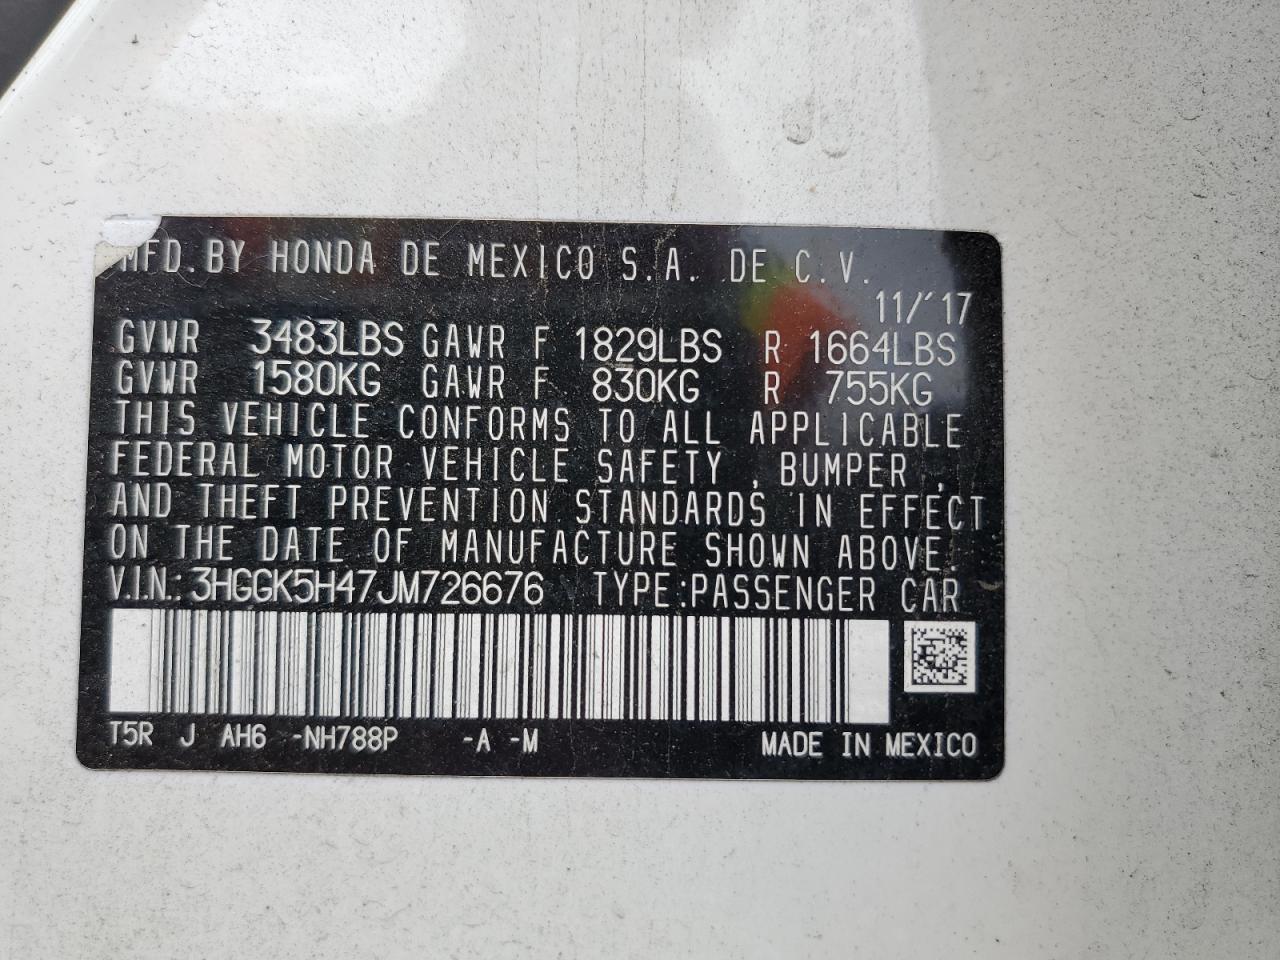 MFD. BY HONDA DE MEXICO S.A. DE C.V.
11/'17
GVWR 3483LBS GAWR F 1829LBS R 1664LBS
GVWR 1580KG GAWR F 830KG R 755KG
THIS VEHICLE CONFORMS TO ALL APPLICABLE
FEDERAL MOTOR VEHICLE SAFETY , BUMPER ,
AND THEFT PREVENTION STANDARDS IN EFFECT
ON THE DATE OF MANUFACTURE SHOWN ABOVE.
V.I.N.: 3HGGK5H47JM726676 TYPE:PASSENGER CAR
T5R J AH6 -NH788P -A -M MADE IN MEXICO